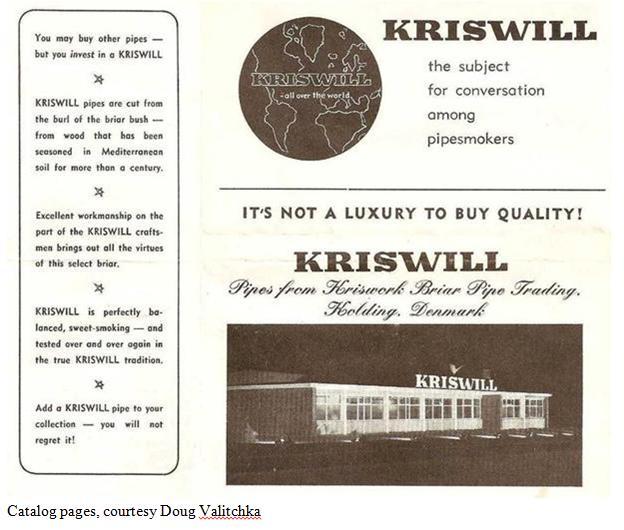 You may buy other pipes —
but you invest in a KRISWILL
KRISWILL pipes are cut from
the burl of the briar bush —
from wood that has been
seasoned in Mediterranean
soil for more than a century.
Excellent workmanship on the
part of the KRISWILL crafts-
men brings out all the virtues
of this select briar.
KRISWILL is perfectly ba-
lanced, sweet-smoking — and
tested over and over again in
the true KRISWILL tradition.
Add a KRISWILL pipe to your
collection — you will not
regret it!
KRISWILL
- all over the world
KRISWILL
the subject
for conversation
among
pipesmokers
IT'S NOT A LUXURY TO BUY QUALITY!
KRISWILL
Pipes from Kriswork Briar Pipe Trading.
Kolding. Denmark
KRISWILL
Catalog pages, courtesy Doug Valitchka